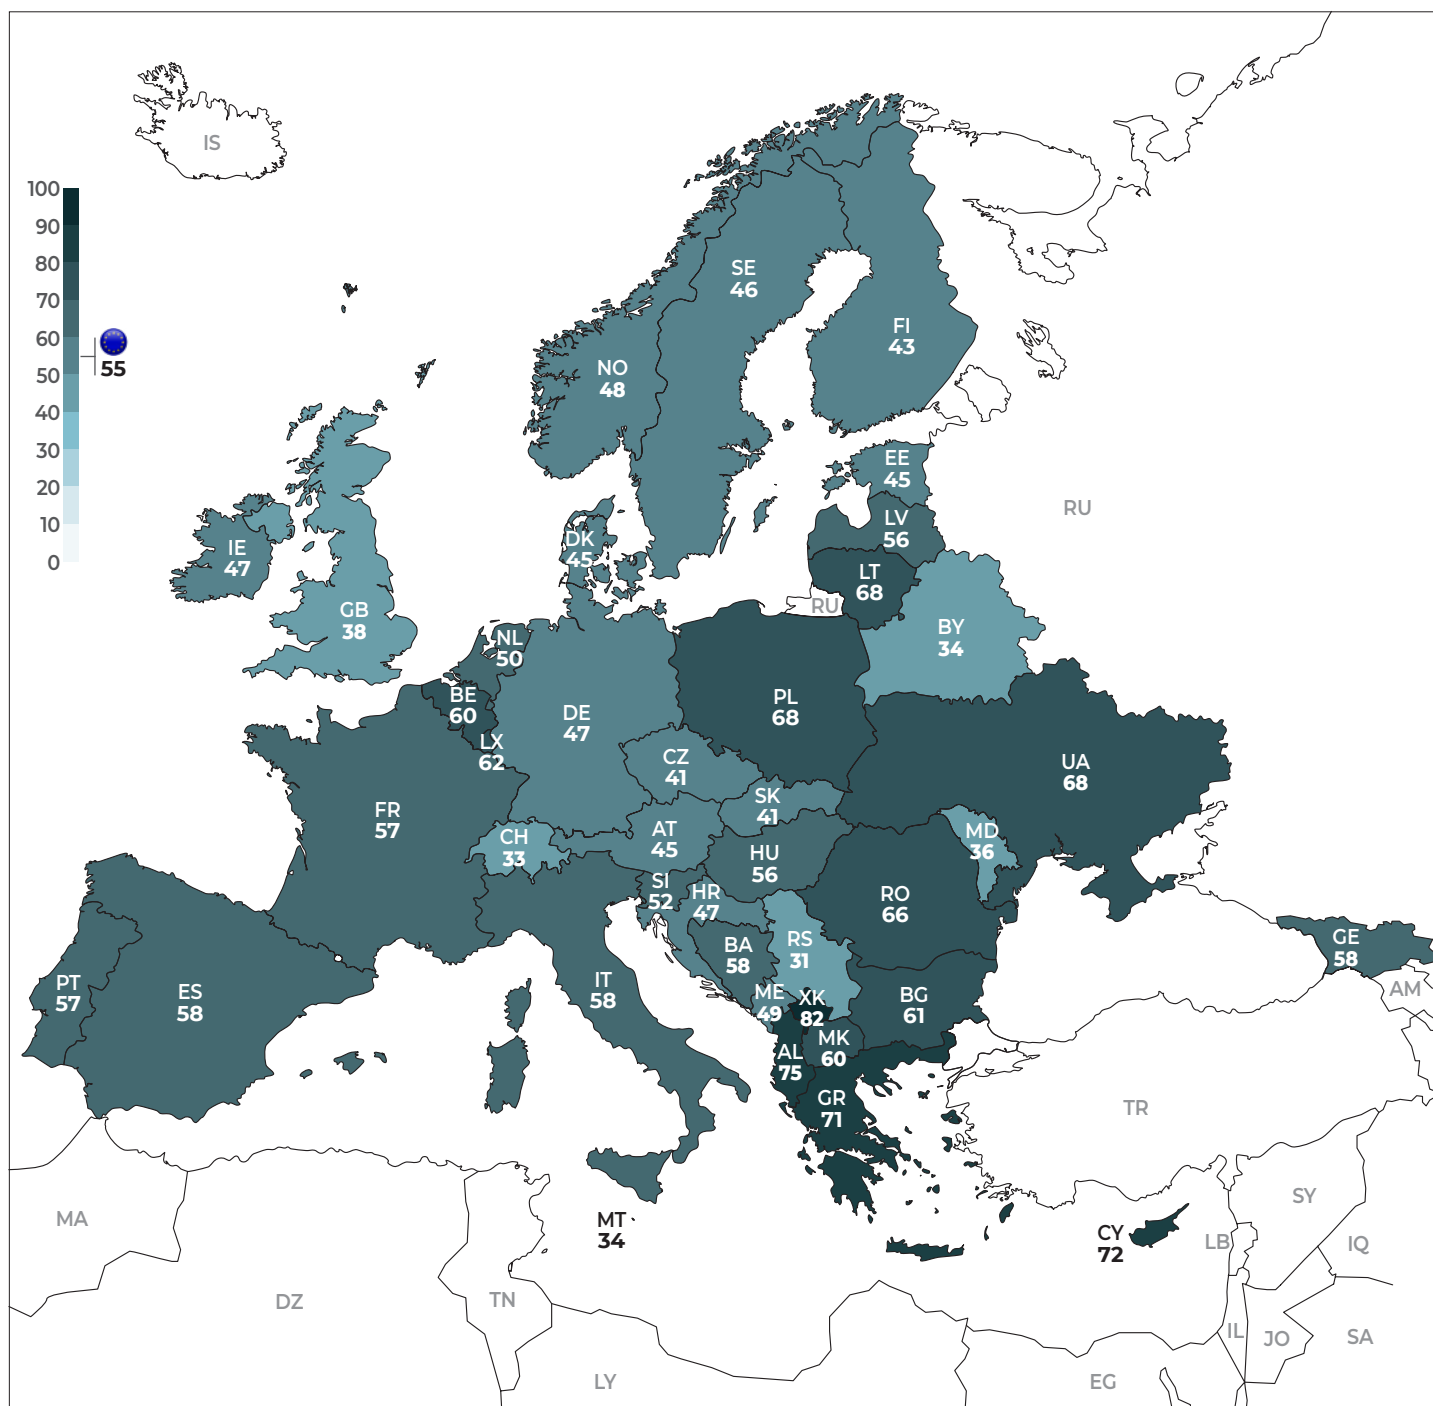 IS
100
90
80
70
60
50
40
30
20
10
0
55
SE
46
FI
43
NO
48
EE
45
RU
LV
56
DK
45
IE
47
LT
68
RU
GB
38
BY
34
NL
50
BE
60
PL
68
DE
47
LX
62
CZ
41
UA
68
SK
41
FR
57
AT
45
CH
33
MD
36
HU
56
SI
52
HR
47
RO
66
BA
58
RS
31
GE
58
PT
57
ES
58
IT
58
ME
49
XK
82
BG
61
AM
MK
60
AL
75
GR
71
TR
MA
MT
34
CY
72
SY
LB
IQ
DZ
TN
IL
JO
SA
LY
EG